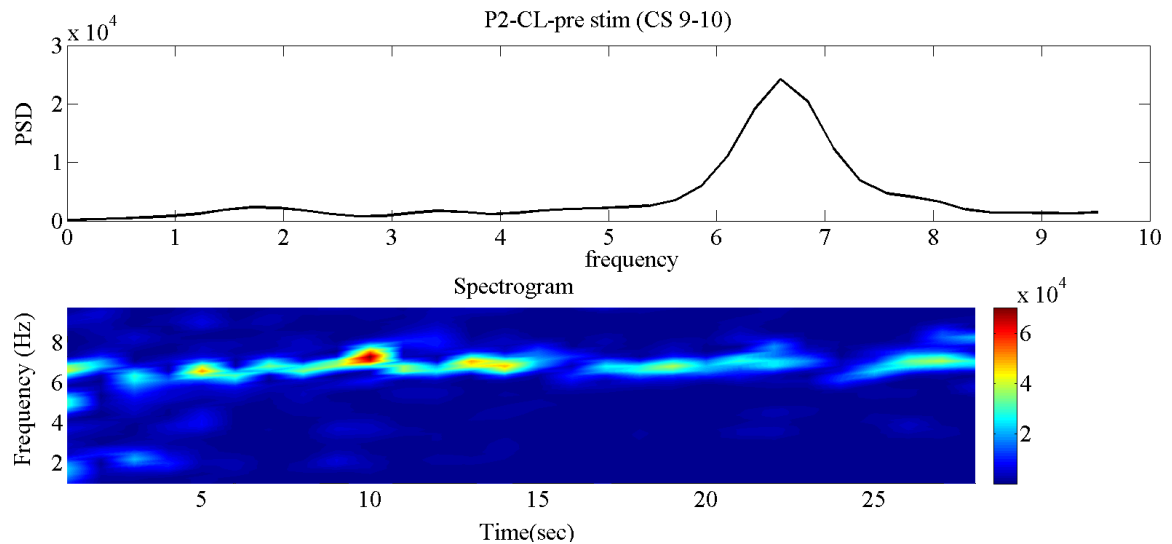 P2-CL-pre stim (CS 9-10)
x 10^4
3
2
1
0
PSD
0 1 2 3 4 5 6 7 8 9 10
frequency
Spectrogram
x 10^4
8
6
4
2
Frequency (Hz)
6
4
2
5 10 15 20 25
Time(sec)